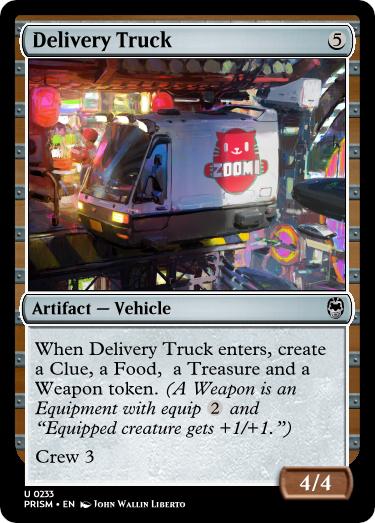 Delivery Truck 5
ZOOM
Artifact — Vehicle
When Delivery Truck enters, create
a Clue, a Food,  a Treasure and a
Weapon token. (A Weapon is an
Equipment with equip 2 and
“Equipped creature gets +1/+1.”)
Crew 3
4/4
U 0233
PRISM • EN John Wallin Liberto